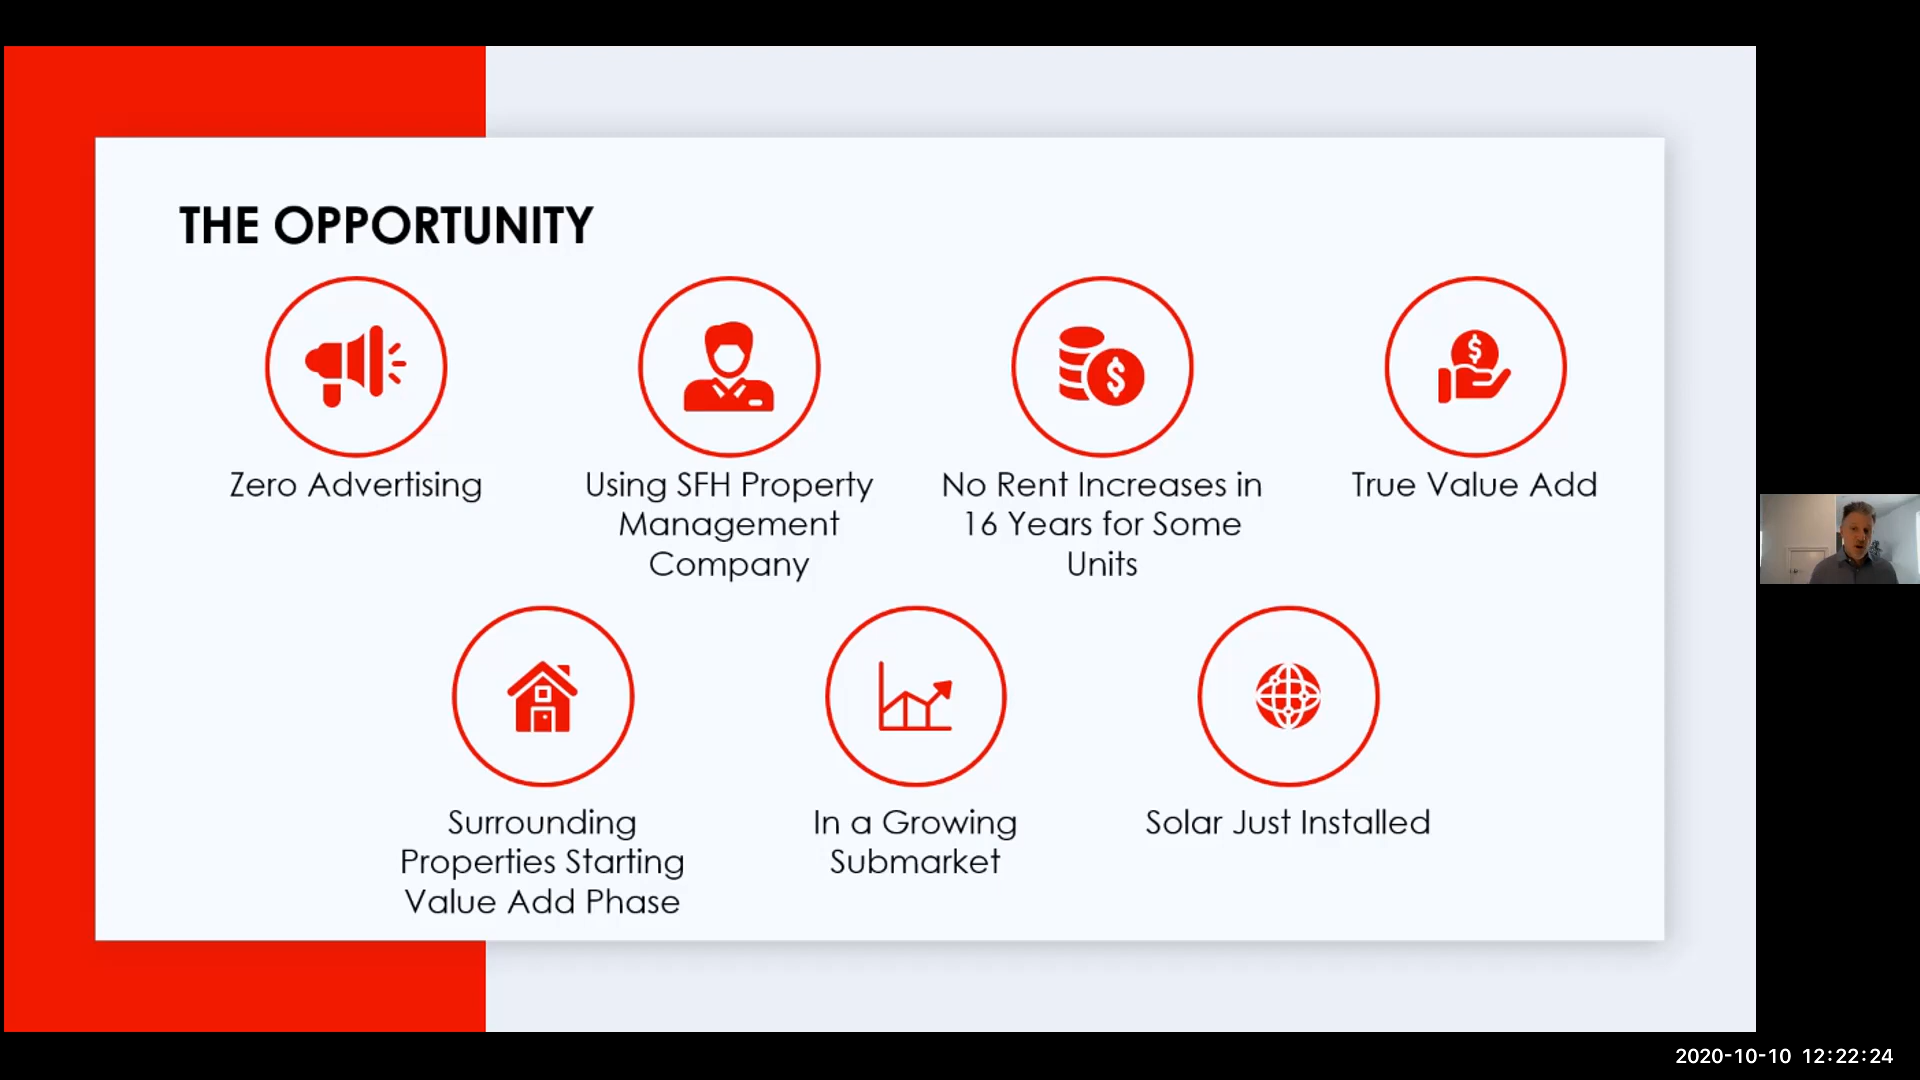 THE OPPORTUNITY
Zero Advertising
Using SFH Property
Management
Company
No Rent Increases in
16 Years for Some
Units
True Value Add
Surrounding
Properties Starting
Value Add Phase
In a Growing
Submarket
Solar Just Installed
2020-10-10 12:22:24